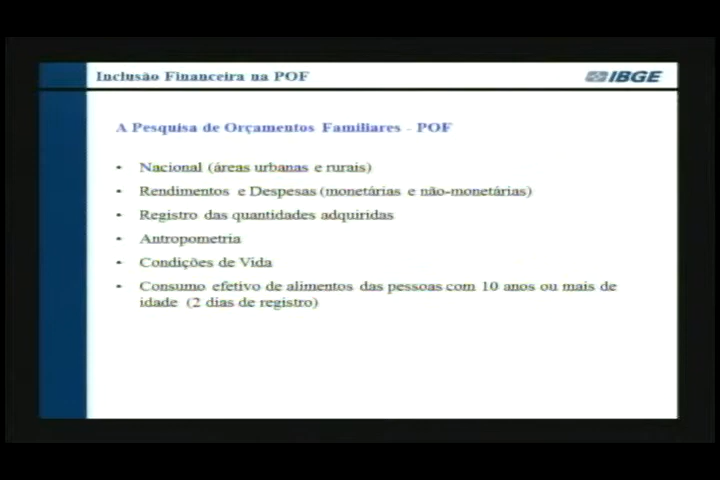 Inclusão Financeira na POF
IBGE
A Pesquisa de Orçamentos Familiares - POF
• Nacional (áreas urbanas e rurais)
• Rendimentos e Despesas (monetárias e não-monetárias)
• Registro das quantidades adquiridas
• Antropometria
• Condições de Vida
• Consumo efetivo de alimentos das pessoas com 10 anos ou mais de
idade (2 dias de registro)